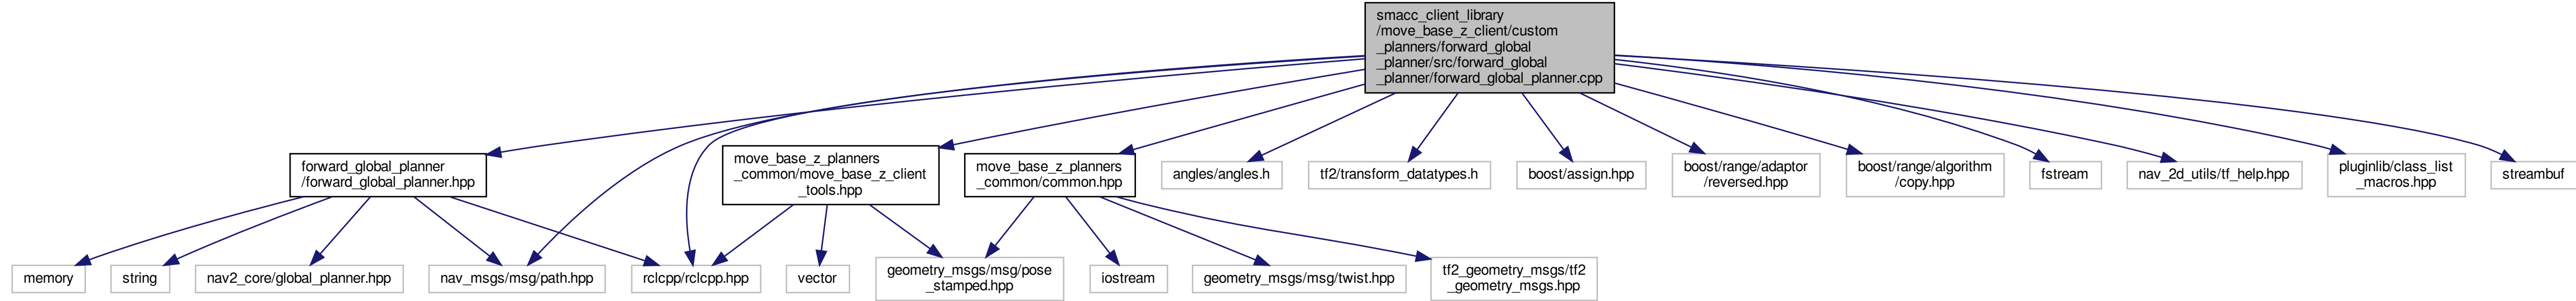 smacc_client_library
/move_base_z_client/custom
_planners/forward_global
_planner/src/forward_global
_planner/forward_global_planner.cpp
forward_global_planner
/forward_global_planner.hpp
move_base_z_planners
_common/move_base_z_client
_tools.hpp
move_base_z_planners
_common/common.hpp
angles/angles.h
tf2/transform_datatypes.h
boost/assign.hpp
boost/range/adaptor
/reversed.hpp
boost/range/algorithm
/copy.hpp
fstream
nav_2d_utils/tf_help.hpp
pluginlib/class_list
_macros.hpp
streambuf
memory
string
nav2_core/global_planner.hpp
nav_msgs/msg/path.hpp
rclcpp/rclcpp.hpp
vector
geometry_msgs/msg/pose
_stamped.hpp
iostream
geometry_msgs/msg/twist.hpp
tf2_geometry_msgs/tf2
_geometry_msgs.hpp